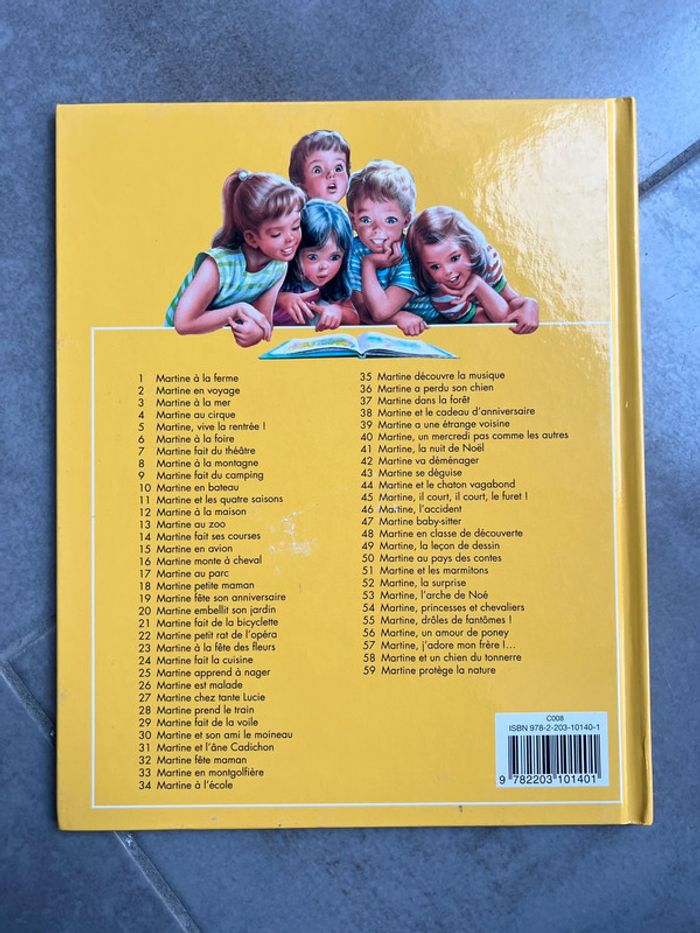 1 Martine à la ferme
2 Martine en voyage
3 Martine à la mer
4 Martine au cirque
5 Martine, vive la rentrée !
6 Martine à la foire
7 Martine fait du théâtre
8 Martine à la montagne
9 Martine fait du camping
10 Martine en bateau
11 Martine et les quatre saisons
12 Martine à la maison
13 Martine au zoo
14 Martine fait ses courses
15 Martine en avion
16 Martine monte à cheval
17 Martine au parc
18 Martine petite maman
19 Martine fête son anniversaire
20 Martine embellit son jardin
21 Martine fait de la bicyclette
22 Martine petit rat de l'opéra
23 Martine à la fête des fleurs
24 Martine fait la cuisine
25 Martine apprend à nager
26 Martine est malade
27 Martine chez tante Lucie
28 Martine prend le train
29 Martine fait de la voile
30 Martine et son ami le moineau
31 Martine et l'âne Cadichon
32 Martine fête maman
33 Martine en montgolfière
34 Martine à l'école
35 Martine découvre la musique
36 Martine a perdu son chien
37 Martine dans la forêt
38 Martine et le cadeau d'anniversaire
39 Martine a une étrange voisine
40 Martine, un mercredi pas comme les autres
41 Martine, la nuit de Noël
42 Martine va déménager
43 Martine se déguise
44 Martine et le chaton vagabond
45 Martine, il court, il court, le furet !
46 Martine, l'accident
47 Martine baby-sitter
48 Martine en classe de découverte
49 Martine, la leçon de dessin
50 Martine au pays des contes
51 Martine et les marmitons
52 Martine, la surprise
53 Martine, l'arche de Noé
54 Martine, princesses et chevaliers
55 Martine, drôles de fantômes !
56 Martine, un amour de poney
57 Martine, j'adore mon frère !...
58 Martine et un chien du tonnerre
59 Martine protège la nature
C008
ISBN 978-2-203-10140-1
9 782203 101401